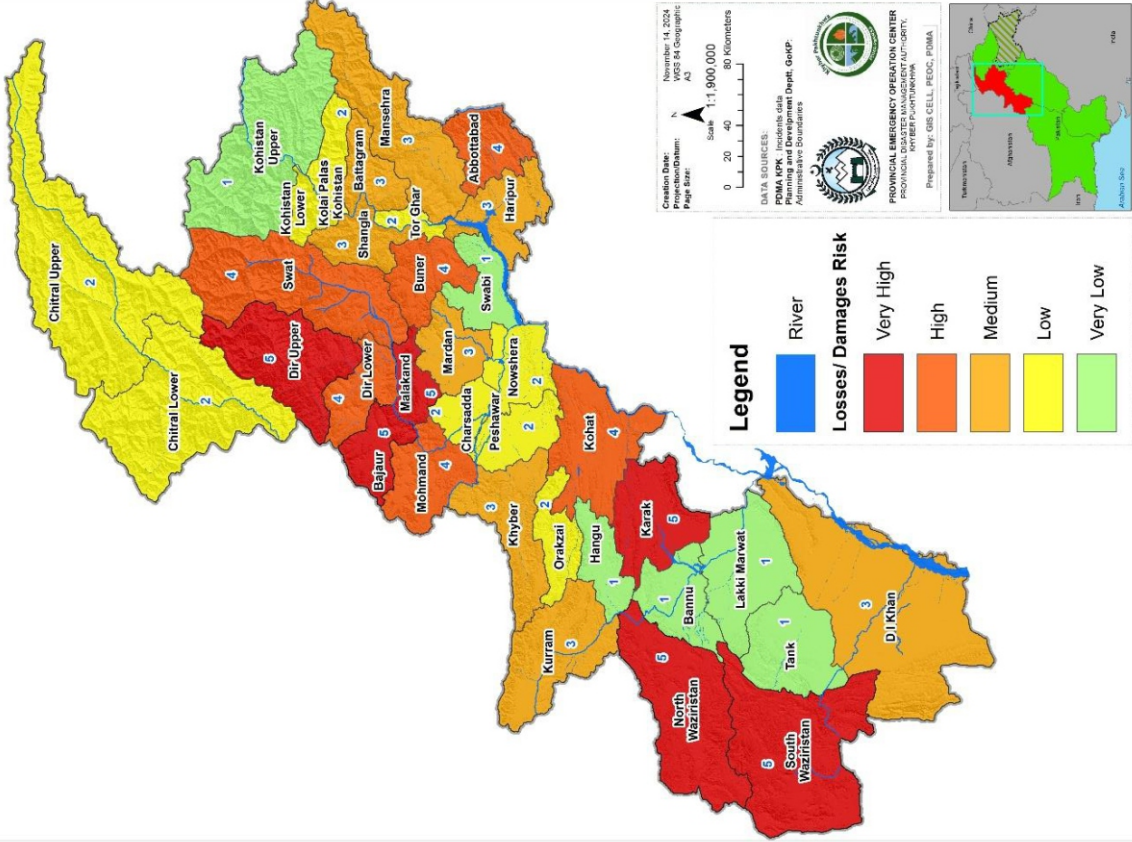 Chitral Upper
2
Chitral Lower
2
Kohistan
Upper
1
Kohistan
Lower
Kolai Palas
Kohistan
2
Swat
4
Dir Upper
5
Dir Lower
4
Shangla
3
Battagram
3
Mansehra
3
Tor Ghar
2
Abbottabad
4
Haripur
3
Buner
4
Swabi
1
Malakand
5
Mardan
3
Bajaur
5
Mohmand
4
Charsadda
2
Peshawar
2
Nowshera
2
Khyber
3
Orakzai
2
Kohat
4
Hangu
1
Kurram
3
Karak
5
Bannu
1
Lakki Marwat
1
North
Waziristan
5
Tank
1
South
Waziristan
5
D I Khan
3
Legend
River
Losses/ Damages Risk
Very High
High
Medium
Low
Very Low
Creation Date: November 14, 2024
Projection/Datum: WGS 84 Geographic
Page Size: A3
N
Scale 1:1,900,000
0 20 40 80 Kilometers
DATA SOURCES:
PDMA KPK : Incidents data
Planning and Development Deptt, GoKP:
Administrative Boundaries
PROVINCIAL EMERGENCY OPERATION CENTER
PROVINCIAL DISASTER MANAGEMENT AUTHORITY,
KHYBER PUKHTUNKHWA
Prepared by: GIS CELL, PEOC, PDMA
China
Turkmenistan
Afghanistan
Pakistan
Iran
India
Arabian Sea